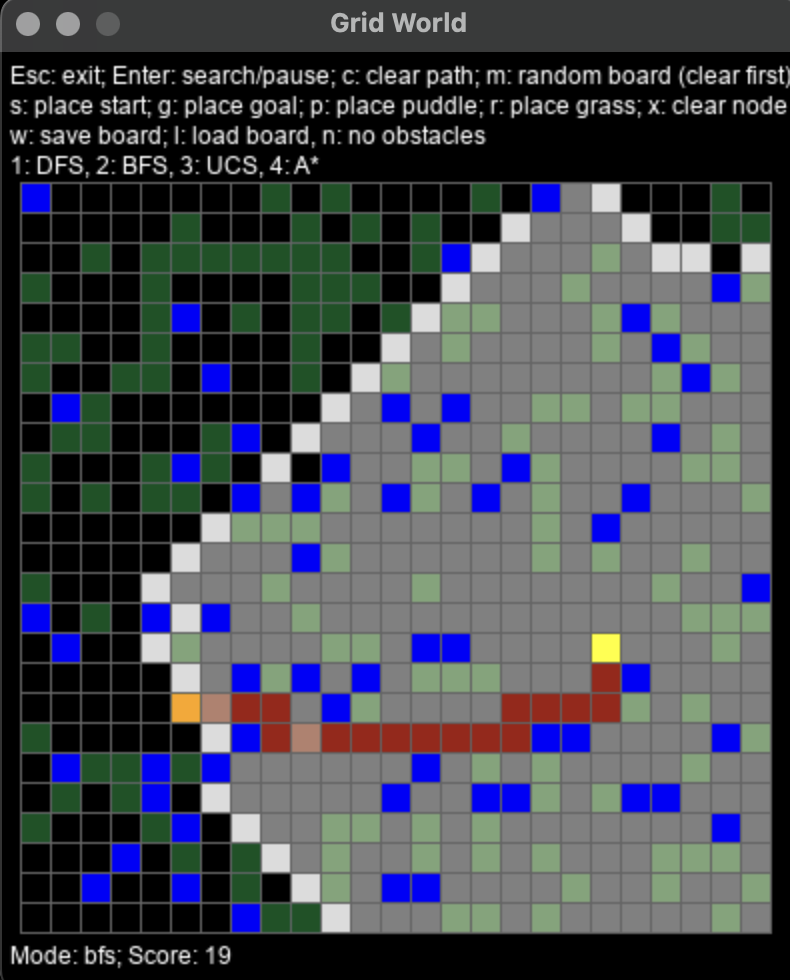 Grid World
Esc: exit; Enter: search/pause; c: clear path; m: random board (clear first)
s: place start; g: place goal; p: place puddle; r: place grass; x: clear node
w: save board; l: load board, n: no obstacles
1: DFS, 2: BFS, 3: UCS, 4: A*
Mode: bfs; Score: 19